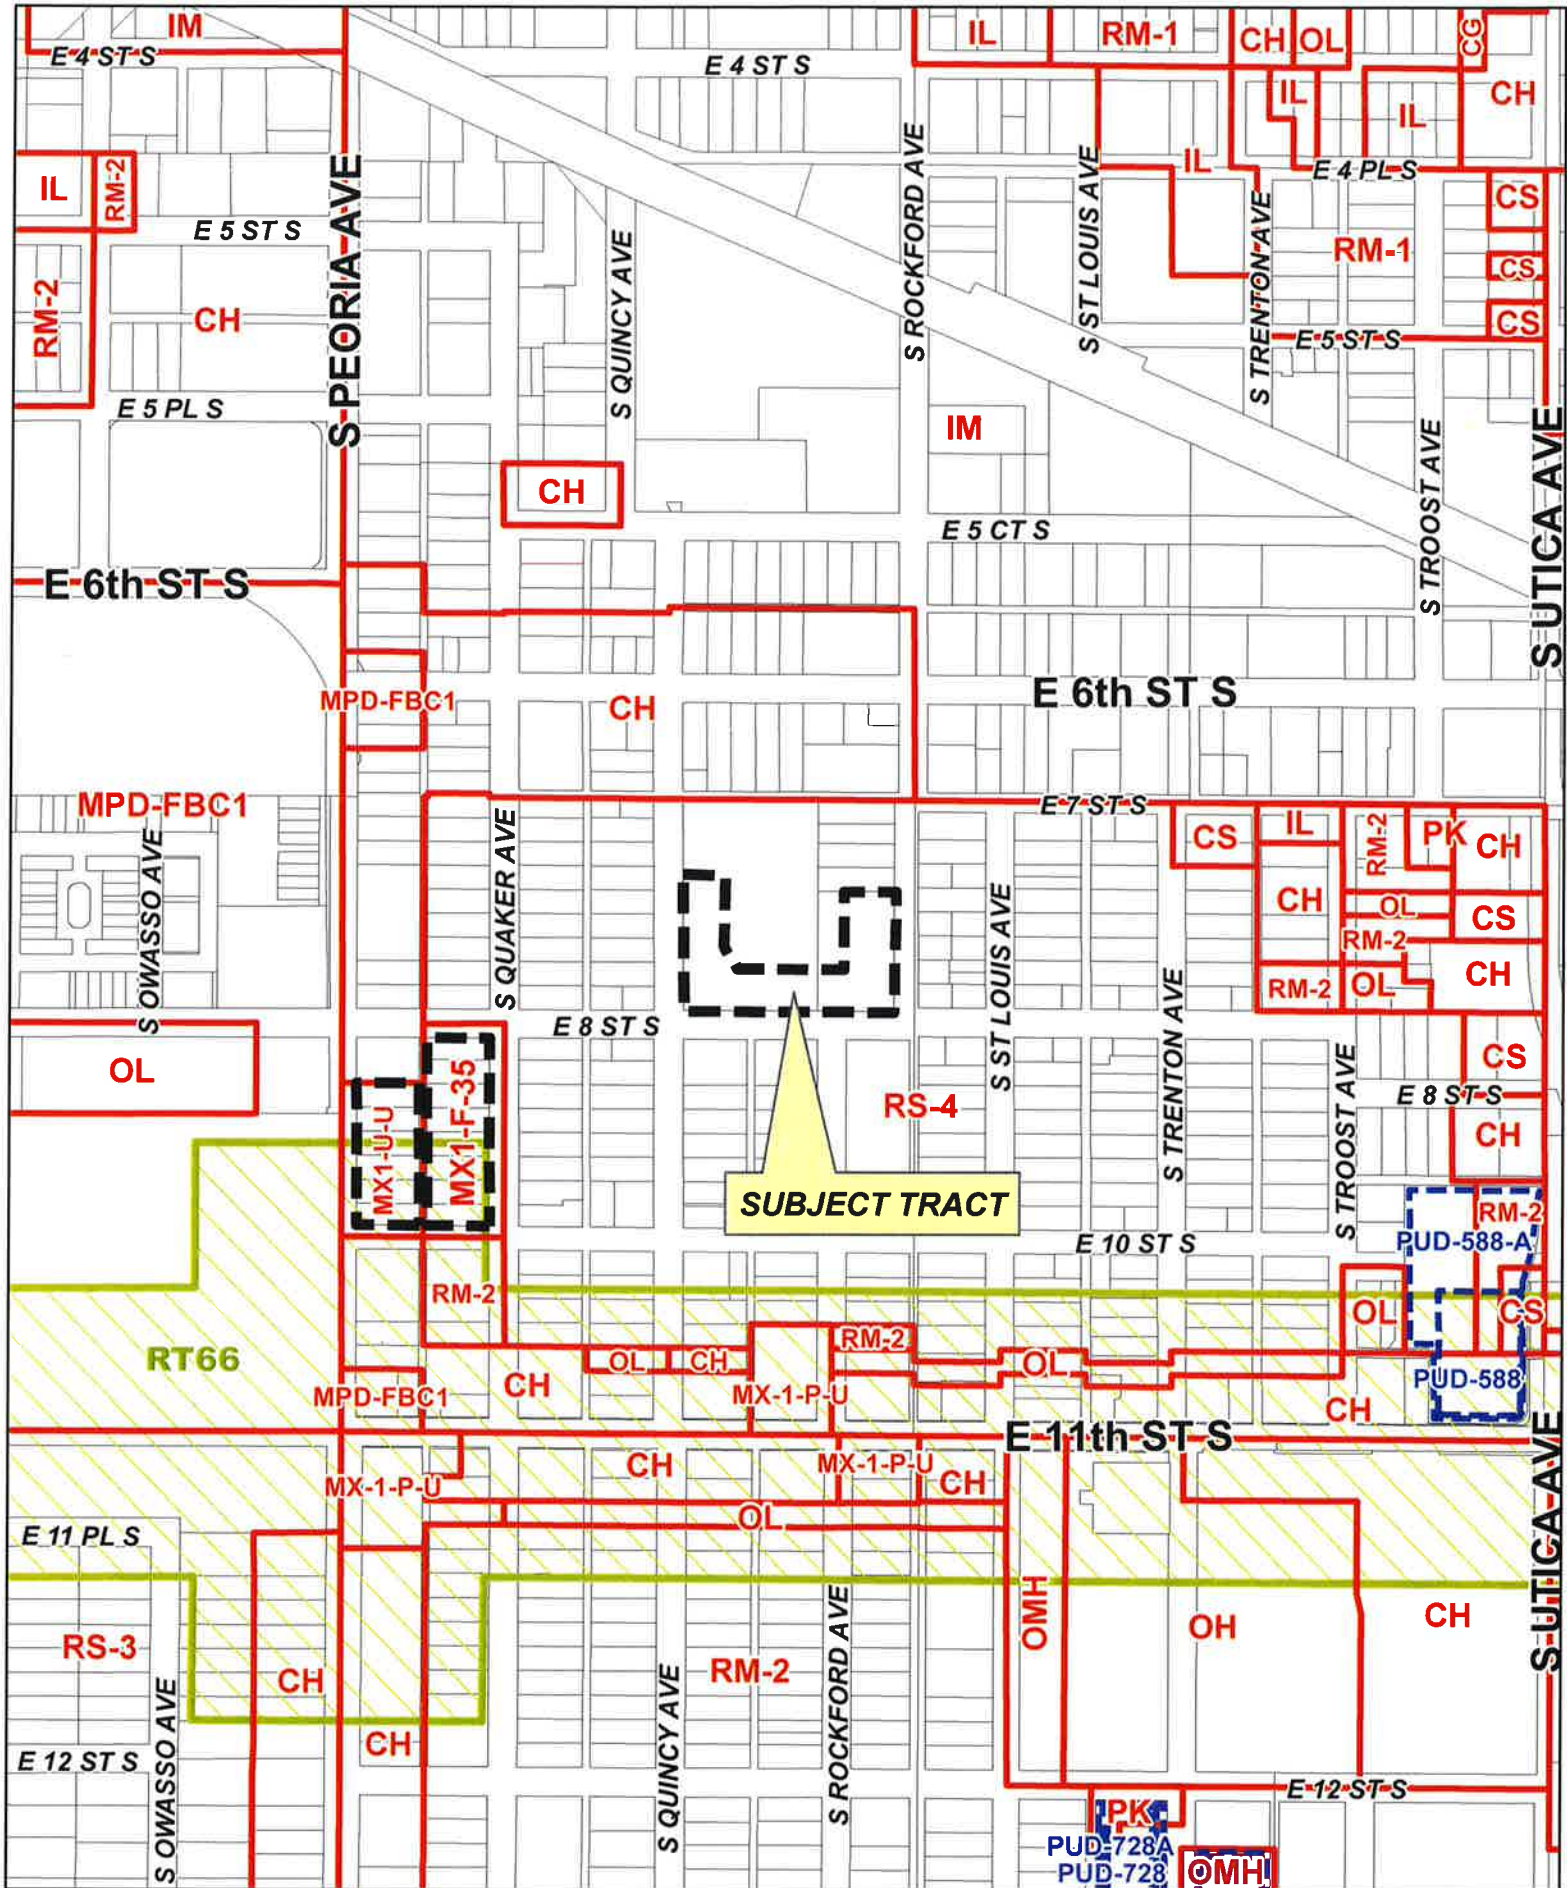 IM
IL
RM-1
CH
OL
CG
E 4 ST S
E 4 ST S
IL
IL
CH
IL
RM-2
S PEORIA AVE
S ROCKFORD AVE
S ST LOUIS AVE
IL
E 4 PL S
CS
E 5 ST S
S QUINCY AVE
S TRENTON AVE
RM-1
CS
RM-2
CH
CS
E 5 ST S
E 5 PL S
IM
S TROOST AVE
S UTICA AVE
CH
E 5 CT S
E 6th ST S
MPD-FBC1
CH
E 6th ST S
MPD-FBC1
E 7 ST S
S OWASSO AVE
S QUAKER AVE
CS
IL
RM-2
PK
CH
CH
OL
CS
RM-2
S ST LOUIS AVE
S TRENTON AVE
RM-2
OL
CH
E 8 ST S
OL
MX1-U-U
MX1-F-35
RS-4
S TROOST AVE
CS
E 8 ST S
CH
SUBJECT TRACT
RM-2
E 10 ST S
PUD-588-A
RM-2
OL
CS
RT66
RM-2
OL
CH
OL
MPD-FBC1
CH
MX-1-P-U
PUD-588
CH
E 11th ST S
CH
MX-1-P-U
CH
MX-1-P-U
OL
E 11 PL S
S UTICA AVE
OMH
OH
CH
RS-3
CH
RM-2
S ROCKFORD AVE
S QUINCY AVE
S OWASSO AVE
CH
E 12 ST S
E 12 ST S
PK
PUD-728A
PUD-728
OMH